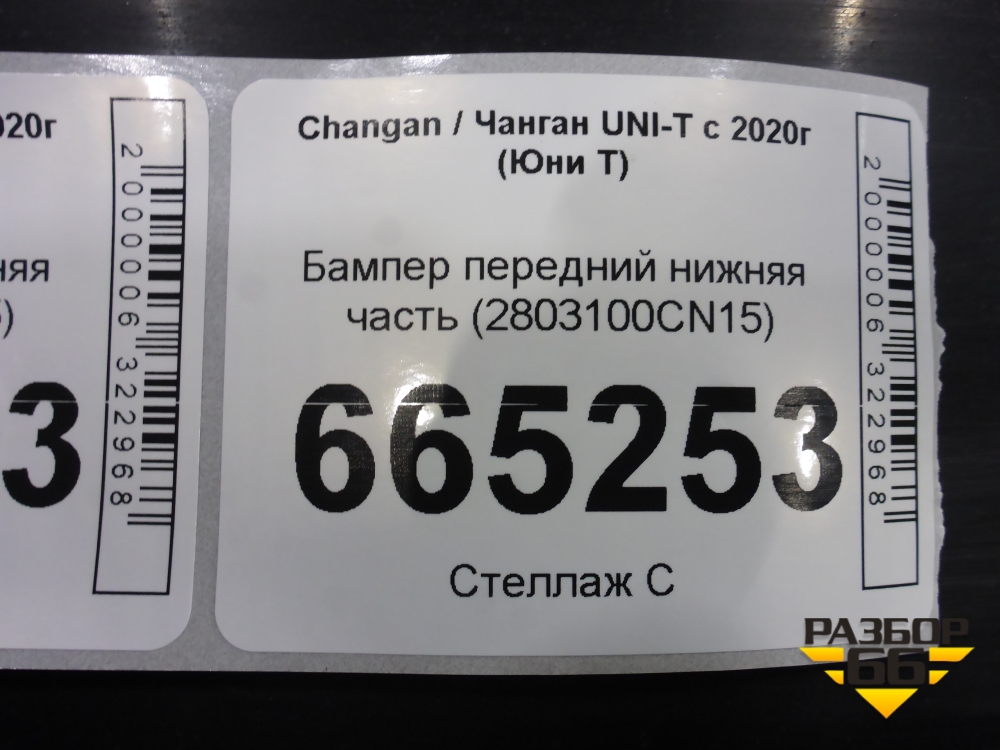 020г
няя
)
3
2000006322968
Changan / Чанган UNI-T с 2020г
(Юни Т)
Бампер передний нижняя
часть (2803100CN15)
665253
Стеллаж С
2000006322968
РАЗБОР
66